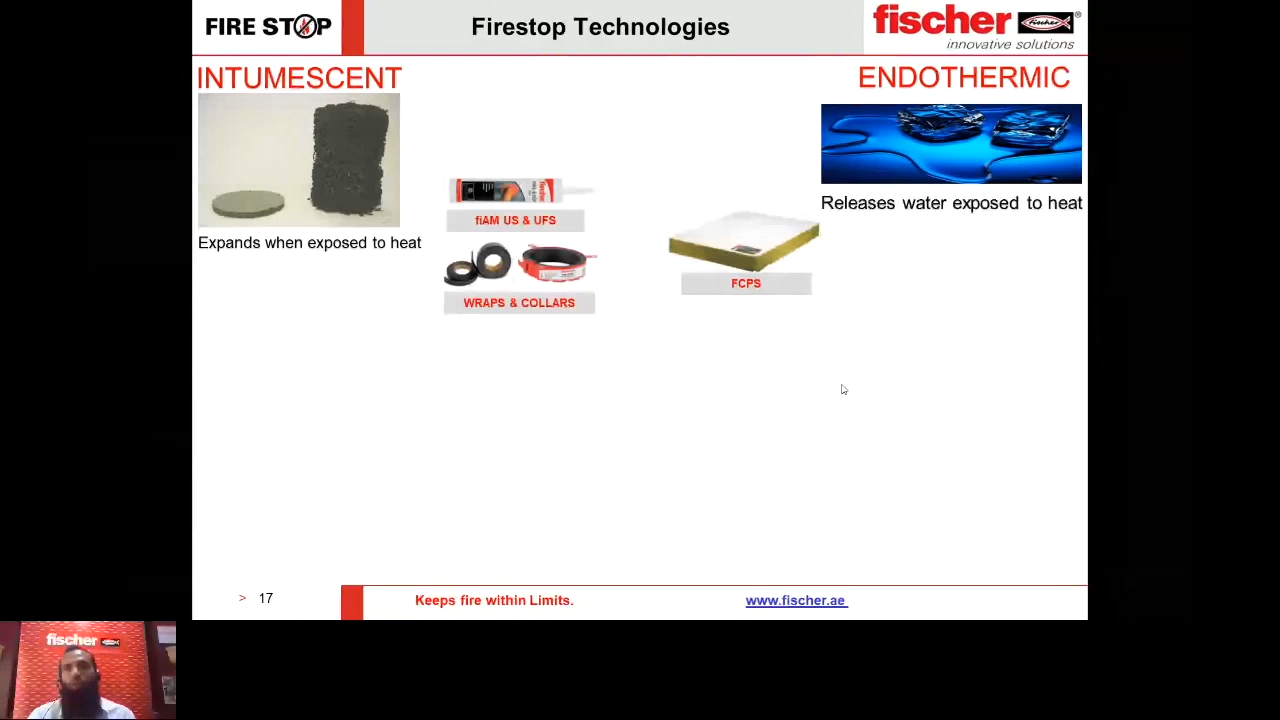 FIRE STOP
Firestop Technologies
fischer
innovative solutions
INTUMESCENT
ENDOTHERMIC
Releases water exposed to heat
fiAM US & UFS
Expands when exposed to heat
FCPS
WRAPS & COLLARS
> 17
Keeps fire within Limits.
www.fischer.ae
fischer